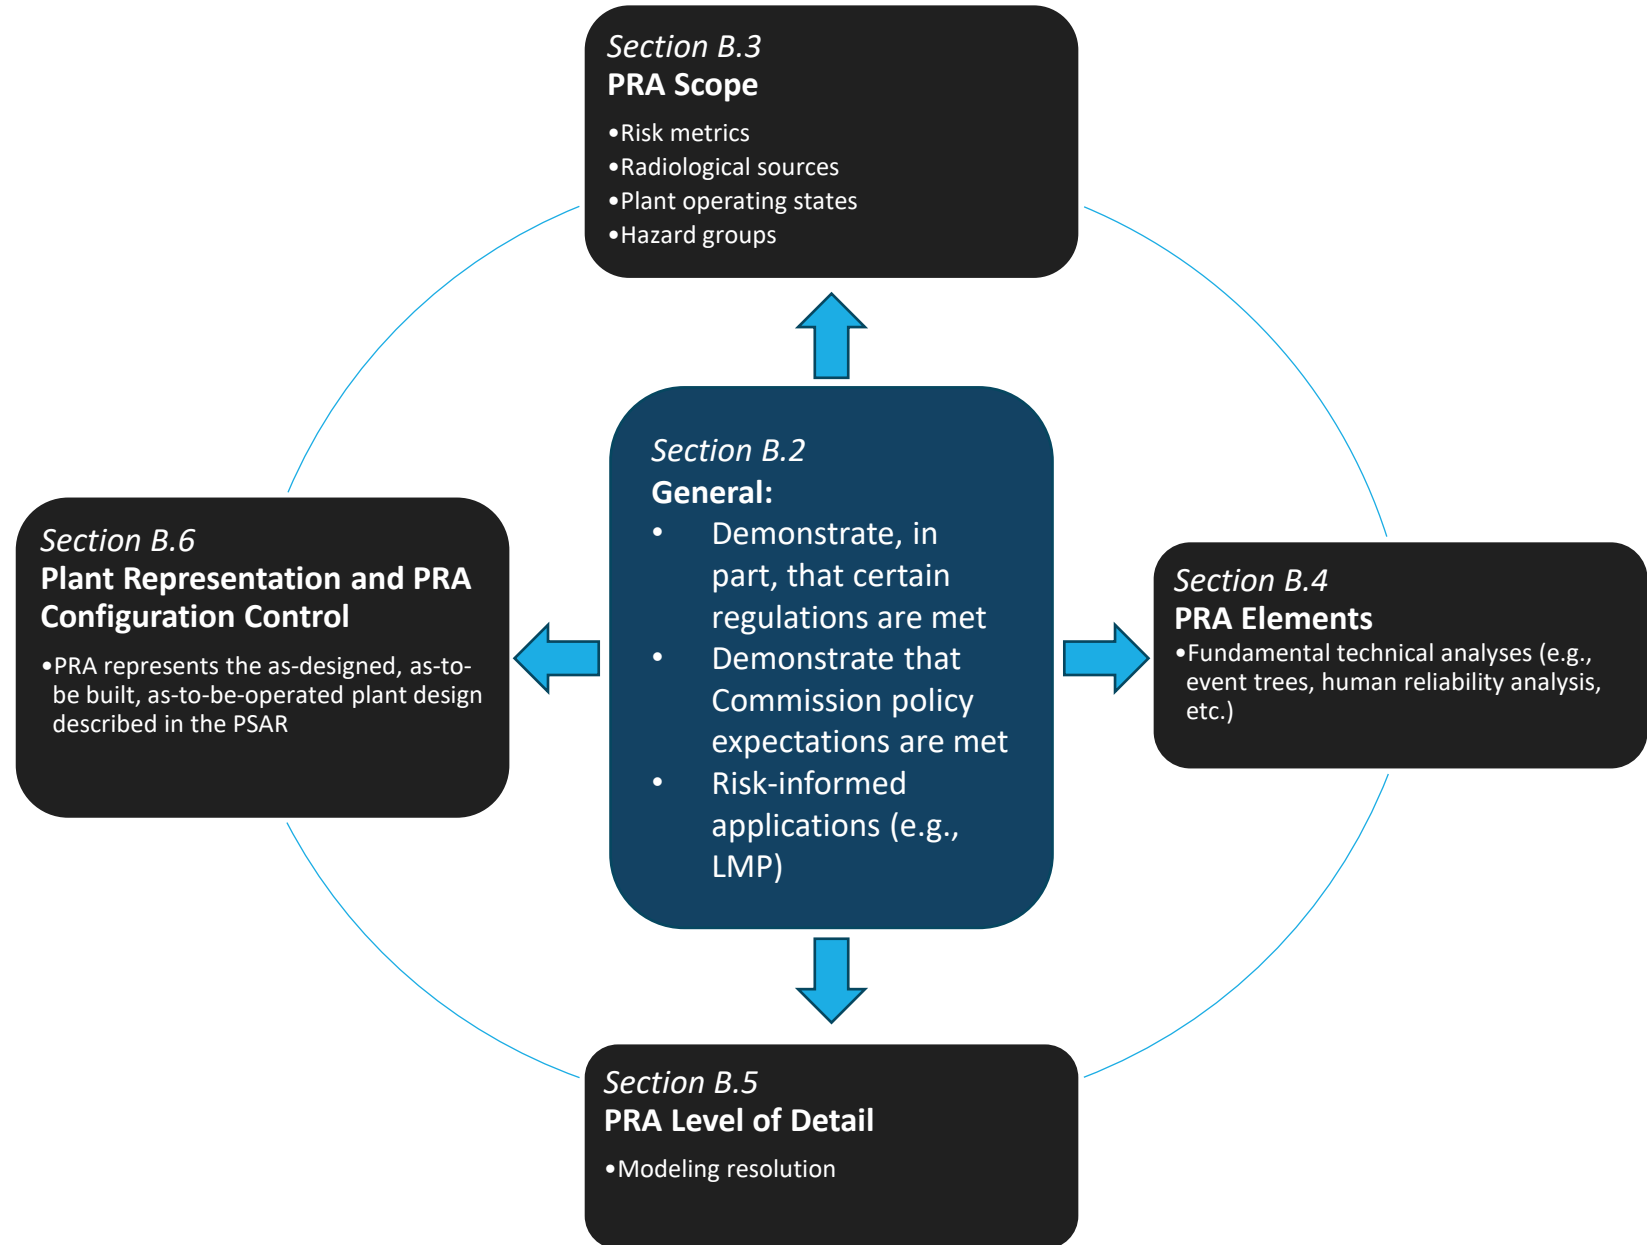 Section B.3
PRA Scope
•Risk metrics
•Radiological sources
•Plant operating states
•Hazard groups
Section B.2
General:
• Demonstrate, in
part, that certain
regulations are met
• Demonstrate that
Commission policy
expectations are met
• Risk-informed
applications (e.g.,
LMP)
Section B.6
Plant Representation and PRA
Configuration Control
•PRA represents the as-designed, as-to-
be built, as-to-be-operated plant design
described in the PSAR
Section B.4
PRA Elements
•Fundamental technical analyses (e.g.,
event trees, human reliability analysis,
etc.)
Section B.5
PRA Level of Detail
•Modeling resolution